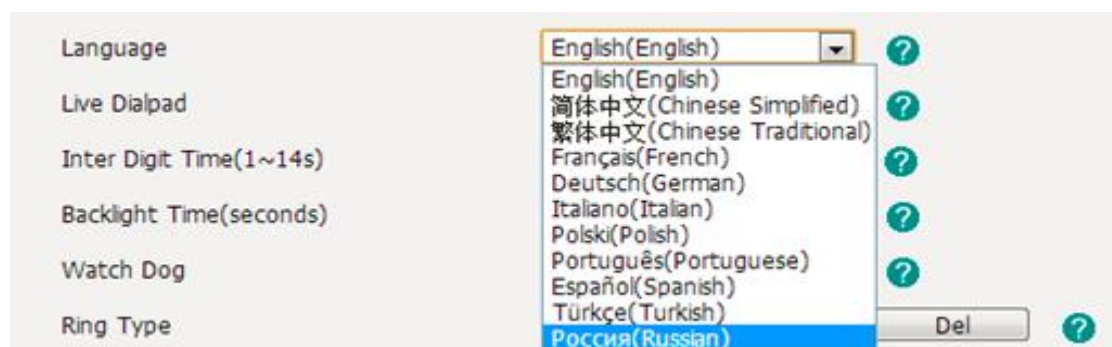 Language English(English)
English(English)
Live Dialpad 简体中文(Chinese Simplified)
繁体中文(Chinese Traditional)
Inter Digit Time(1~14s) Français(French)
Deutsch(German)
Backlight Time(seconds) Italiano(Italian)
Polski(Polish)
Watch Dog Português(Portuguese)
Español(Spanish)
Türkçe(Turkish)
Ring Type Россия(Russian) Del